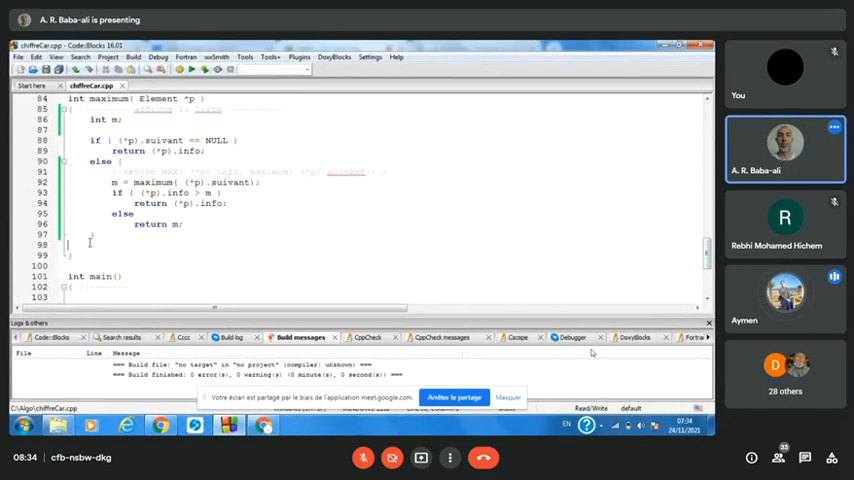 A. R. Baba-ali is presenting
chiffreCar.cpp - Code::Blocks 16.01
File Edit View Search Project Build Debug Fortran wxSmith Tools Tools+ Plugins DoxyBlocks Settings Help
Start here chiffreCar.cpp
84 int maximum( Element *p )
85 { //------- affichg la liste ----------
86 int m;
87
88 if ( (*p).suivant == NULL )
89 return (*p).info;
90 else {
91 //return MAX( (*p).info, maximum( (*p).suivant) )
92 m = maximum( (*p).suivant);
93 if ( (*p).info > m )
94 return (*p).info;
95 else
96 return m;
97 }
98
99 }
100
101 int main()
102 { //-------
103
Logs & others
Code::Blocks Search results Cccc Build log Build messages CppCheck CppCheck messages Cscope Debugger DoxyBlocks Fortran
File Line Message
=== Build file: "no target" in "no project" (compiler: unknown) ===
=== Build finished: 0 error(s), 0 warning(s) (0 minute(s), 0 second(s)) ===
Votre écran est partagé par le biais de l'application meet.google.com. Arrêter le partage Masquer
C:\Algo\chiffreCar.cpp Read/Write default
EN 07:34
24/11/2021
You
A. R. Baba-ali
R
Rebhi Mohamed Hichem
Aymen
D
28 others
08:34 cfb-nsbw-dkg
33